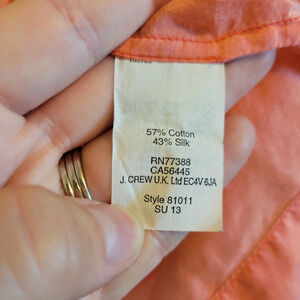 57% Cotton
43% Silk
RN77388
CA56445
J. CREW U.K. Ltd EC4V 6JA
Style 81011
SU 13